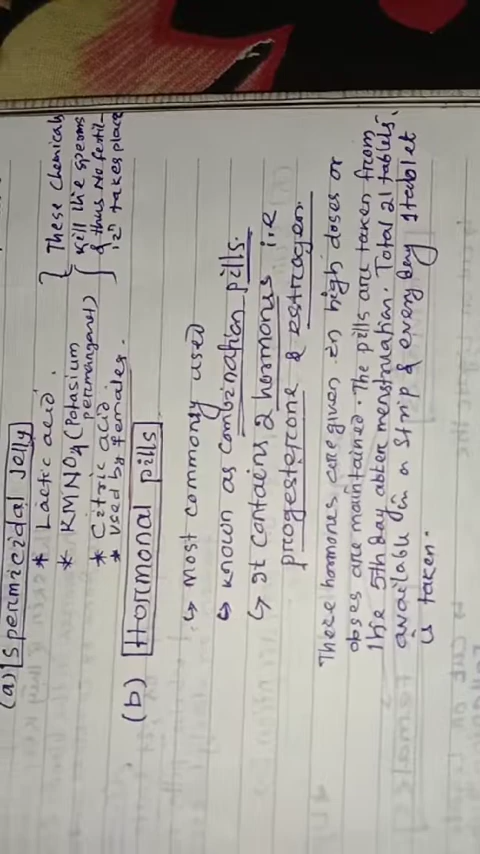 (a) Spermicidal Jelly
* Lactic acid.
* KMNO4 (Potasium
permanganet)
* Citric acid.
* used by females.
} These chemicals
kill the sperms
& thus No fertil-
izn takes place
(b) Hormonal pills
↳ most commonly used
↳ known as combination pills.
↳ It contains 2 hormones i.e
progesterone & estrogen.
These hormones are given in high doses or
doses are maintained. The pills are taken from
the 5th day after menstruation. Total 21 tablets
available in a strip & every day 1 tablet
is taken.